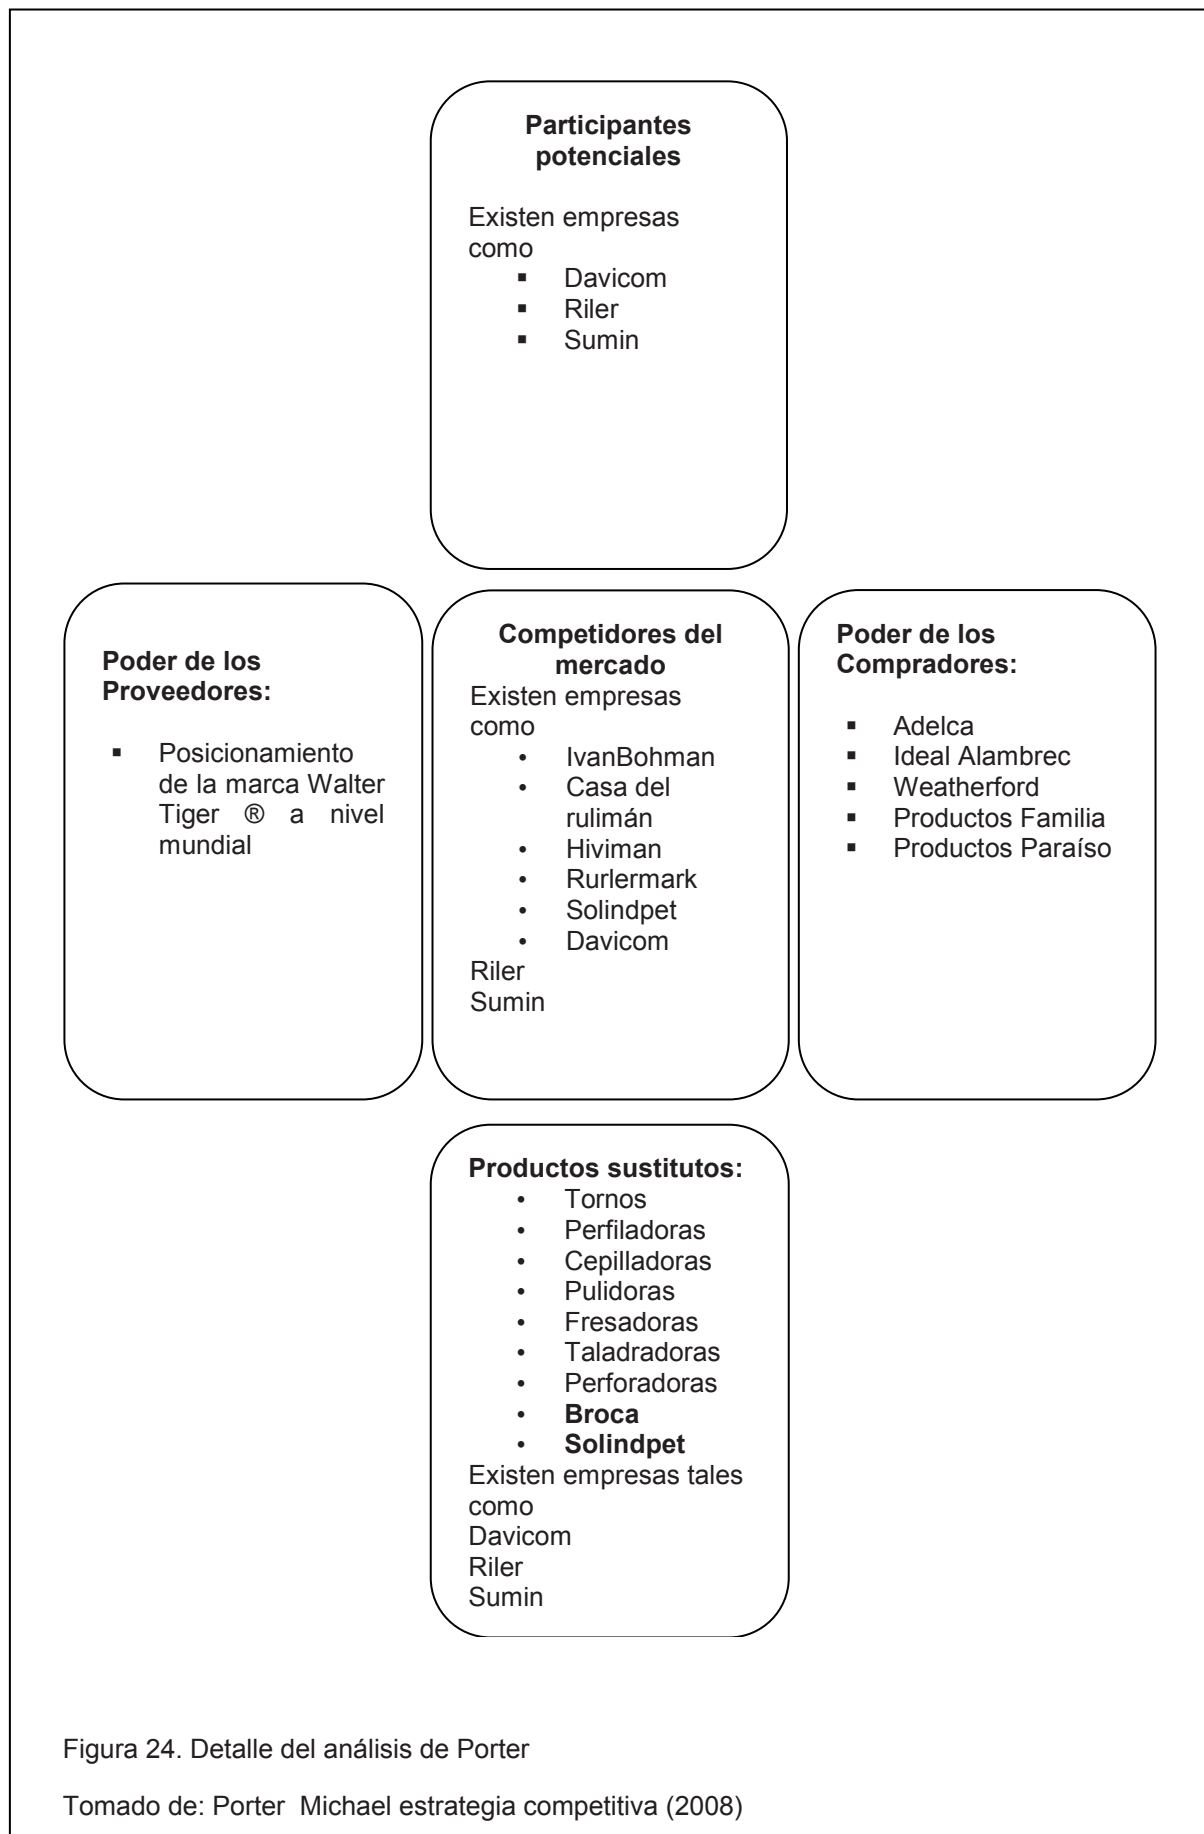 Participantes
potenciales
Existen empresas
como
▪ Davicom
▪ Riler
▪ Sumin
Poder de los
Proveedores:
▪ Posicionamiento
de la marca Walter
Tiger ® a nivel
mundial
Competidores del
mercado
Existen empresas
como
• IvanBohman
• Casa del
rulimán
• Hiviman
• Rurlermark
• Solindpet
• Davicom
Riler
Sumin
Poder de los
Compradores:
▪ Adelca
▪ Ideal Alambrec
▪ Weatherford
▪ Productos Familia
▪ Productos Paraíso
Productos sustitutos:
• Tornos
• Perfiladoras
• Cepilladoras
• Pulidoras
• Fresadoras
• Taladradoras
• Perforadoras
• Broca
• Solindpet
Existen empresas tales
como
Davicom
Riler
Sumin
Figura 24. Detalle del análisis de Porter
Tomado de: Porter Michael estrategia competitiva (2008)